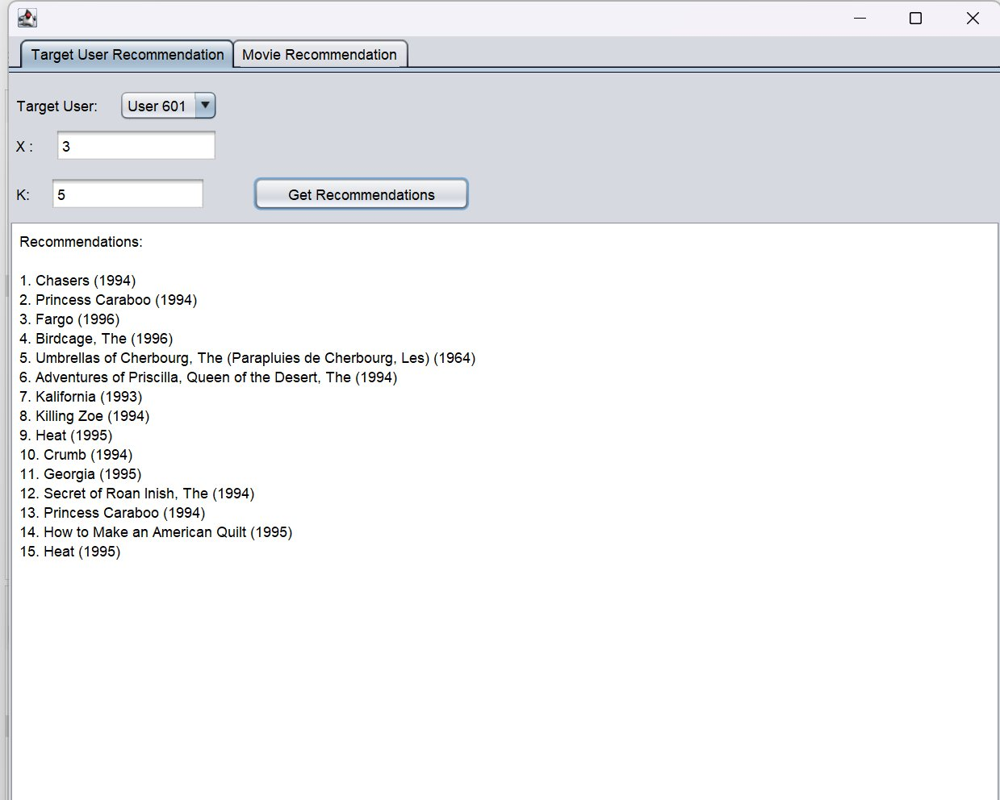 Target User Recommendation Movie Recommendation
Target User: User 601
X : 3
K: 5 Get Recommendations
Recommendations:
1. Chasers (1994)
2. Princess Caraboo (1994)
3. Fargo (1996)
4. Birdcage, The (1996)
5. Umbrellas of Cherbourg, The (Parapluies de Cherbourg, Les) (1964)
6. Adventures of Priscilla, Queen of the Desert, The (1994)
7. Kalifornia (1993)
8. Killing Zoe (1994)
9. Heat (1995)
10. Crumb (1994)
11. Georgia (1995)
12. Secret of Roan Inish, The (1994)
13. Princess Caraboo (1994)
14. How to Make an American Quilt (1995)
15. Heat (1995)